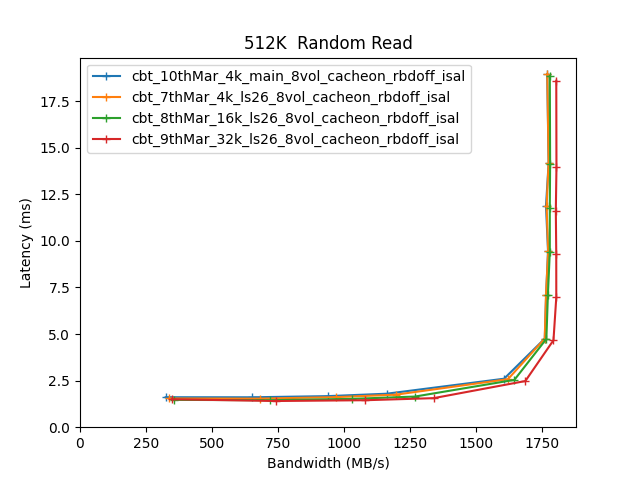 512K  Random Read
cbt_10thMar_4k_main_8vol_cacheon_rbdoff_isal
cbt_7thMar_4k_ls26_8vol_cacheon_rbdoff_isal
cbt_8thMar_16k_ls26_8vol_cacheon_rbdoff_isal
cbt_9thMar_32k_ls26_8vol_cacheon_rbdoff_isal
17.5
15.0
12.5
10.0
7.5
5.0
2.5
0.0
Latency (ms)
0 250 500 750 1000 1250 1500 1750
Bandwidth (MB/s)